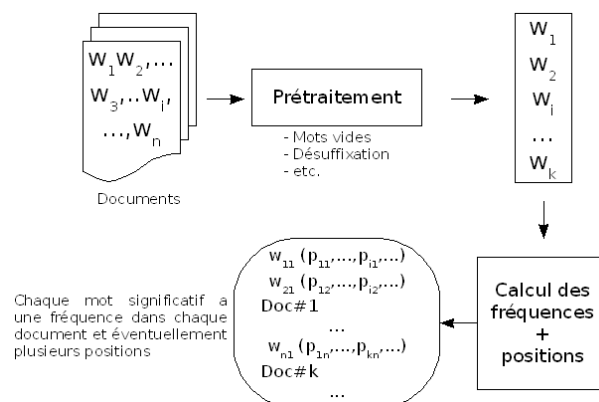 W1W2,...
W3,..Wi,
...,Wn
Documents
Prétraitement
- Mots vides
- Désuffixation
- etc.
W1
W2
Wi
...
Wk
Calcul des
fréquences
+
positions
w11 (p11,...,pi1,...)
w21 (p12,...,pi2,...)
Doc#1
...
wn1 (p1n,...,pkn,...)
Doc#k
...
Chaque mot significatif a
une fréquence dans chaque
document et éventuellement
plusieurs positions